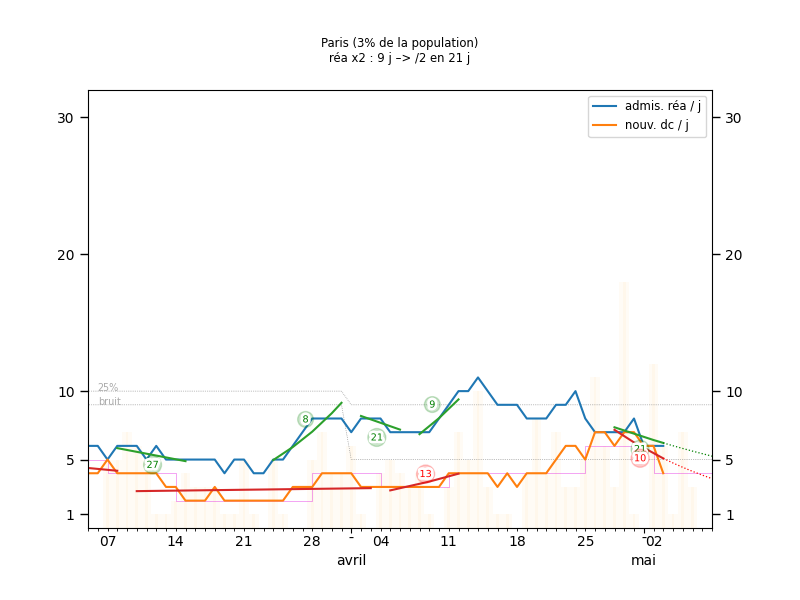 Paris (3% de la population)
réa x2 : 9 j –> /2 en 21 j
admis. réa / j
nouv. dc / j
30 30
20 20
10 10
5 5
1 1
25%
bruit
27
8
21
9
13
21
10
07 14 21 28 - 04 11 18 25 - 02
avril mai